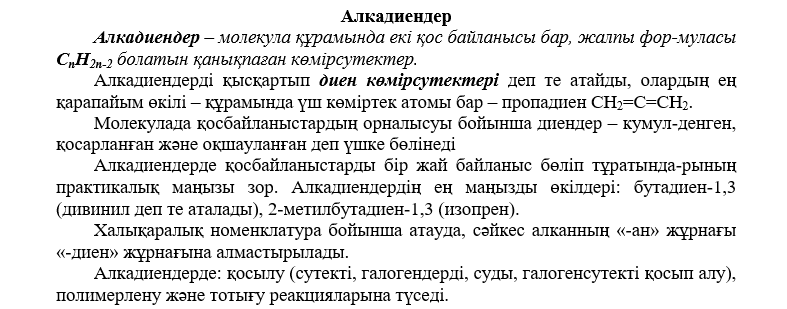 Алкадиендер
Алкадиендер – молекула құрамында екі қос байланысы бар, жалпы фор-муласы
CnH2n-2 болатын қанықпаған көмірсутектер.
Алкадиендерді қысқартып диен көмірсутектері деп те атайды, олардың ең
қарапайым өкілі – құрамында үш көміртек атомы бар – пропадиен CH2=C=CH2.
Молекулада қосбайланыстардың орналысуы бойынша диендер – кумул-денген,
қосарланған және оқшауланған деп үшке бөлінеді
Алкадиендерде қосбайланыстарды бір жай байланыс бөліп тұратында-рының
практикалық маңызы зор. Алкадиендердің ең маңызды өкілдері: бутадиен-1,3
(дивинил деп те аталады), 2-метилбутадиен-1,3 (изопрен).
Халықаралық номенклатура бойынша атауда, сәйкес алканның «-ан» жұрнағы
«-диен» жұрнағына алмастырылады.
Алкадиендерде: қосылу (сутекті, галогендерді, суды, галогенсутекті қосып алу),
полимерлену және тотығу реакцияларына түседі.